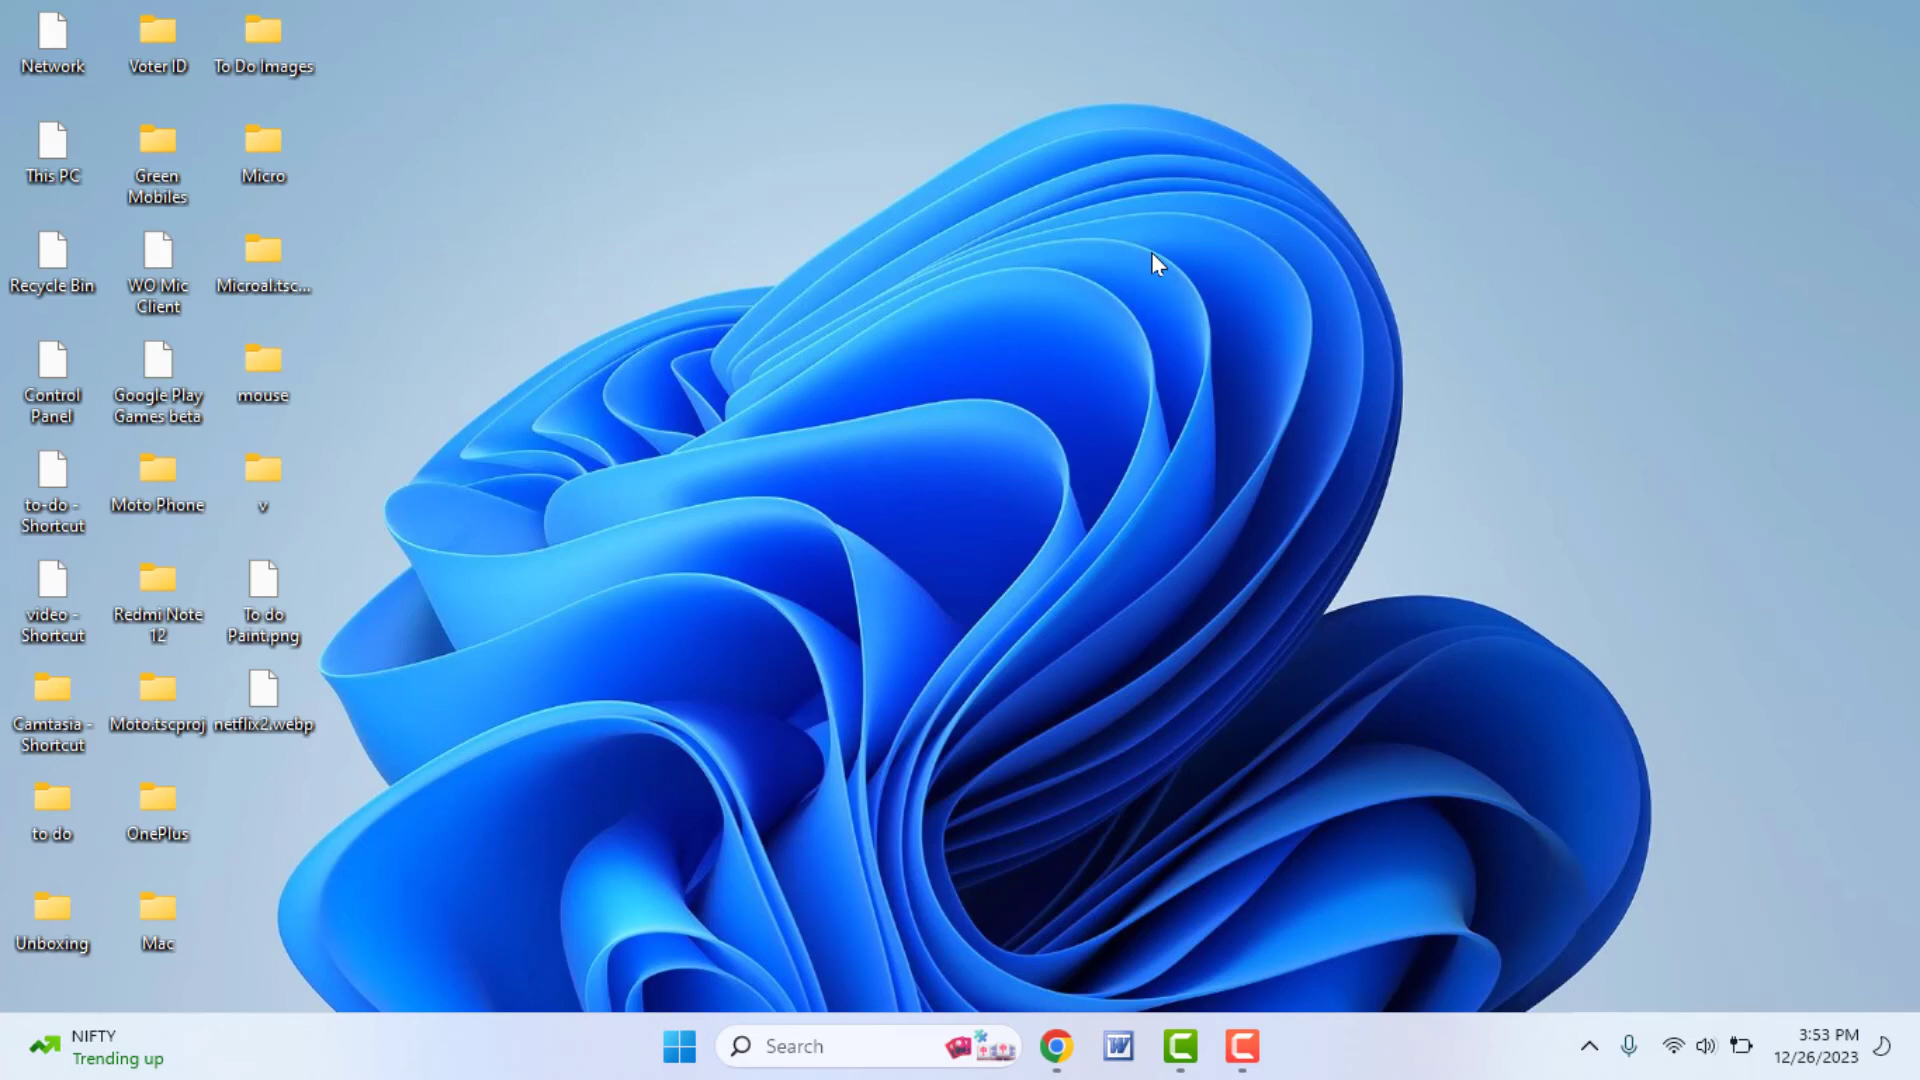 Network
Voter ID
To Do Images
This PC
Green
Mobiles
Micro
Recycle Bin
WO Mic
Client
Microal.tsc...
Control
Panel
Google Play
Games beta
mouse
to-do -
Shortcut
Moto Phone
v
video -
Shortcut
Redmi Note
12
To do
Paint.png
Camtasia -
Shortcut
Moto.tscproj
netflix2.webp
to do
OnePlus
Unboxing
Mac
NIFTY
Trending up
Search
W
3:53 PM
12/26/2023